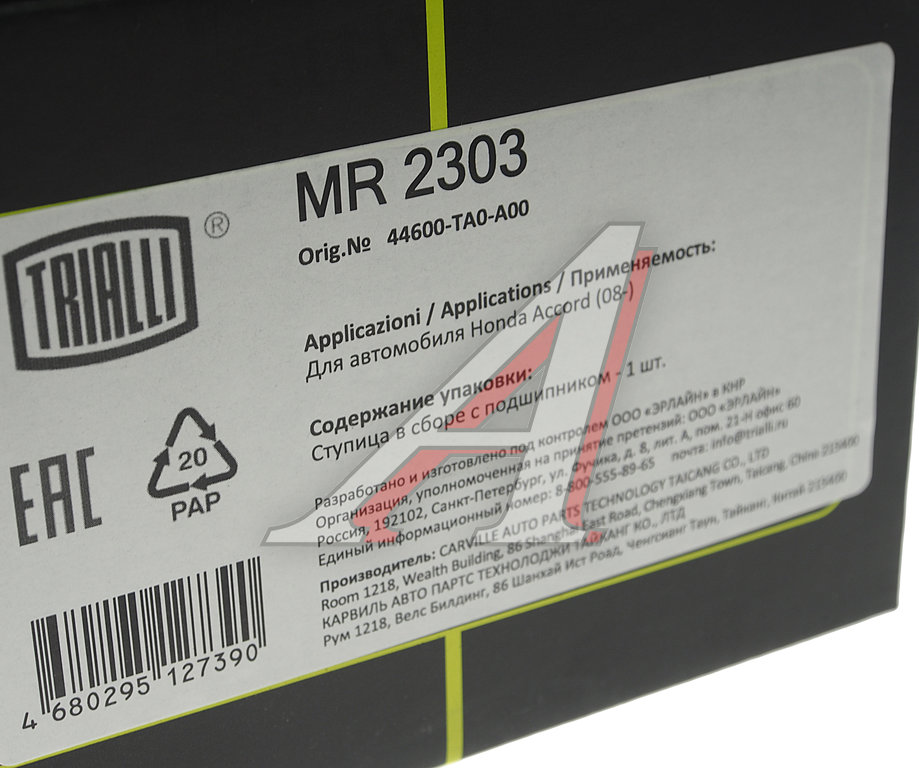 MR 2303
TRIALLI ®
Orig.№ 44600-TA0-A00
Applicazioni / Applications / Применяемость:
Для автомобиля Honda Accord (08-)
Содержание упаковки:
Ступица в сборе с подшипником - 1 шт.
Разработано и изготовлено под контролем ООО «ЭРЛАЙН» в КНР
Организация, уполномоченная на принятие претензий: ООО «ЭРЛАЙН»
Россия, 192102, Санкт-Петербург, ул. Фучика, д. 8, лит. А, пом. 21-Н офис 60
Единый информационный номер: 8-800-555-89-65 почта: info@trialli.ru
Производитель: CARVILLE AUTO PARTS TECHNOLOGY TAICANG CO., LTD
Room 1218, Wealth Building, 86 Shanghai East Road, Chengxiang Town, Taicang, China 215400
КАРВИЛЬ АВТО ПАРТС ТЕХНОЛОДЖИ ТАЙКАНГ КО., ЛТД
Рум 1218, Велс Билдинг, 86 Шанхай Ист Роад, Ченгсианг Таун, Тайканг, Китай 215400
EAC
20
PAP
4 680295 127390